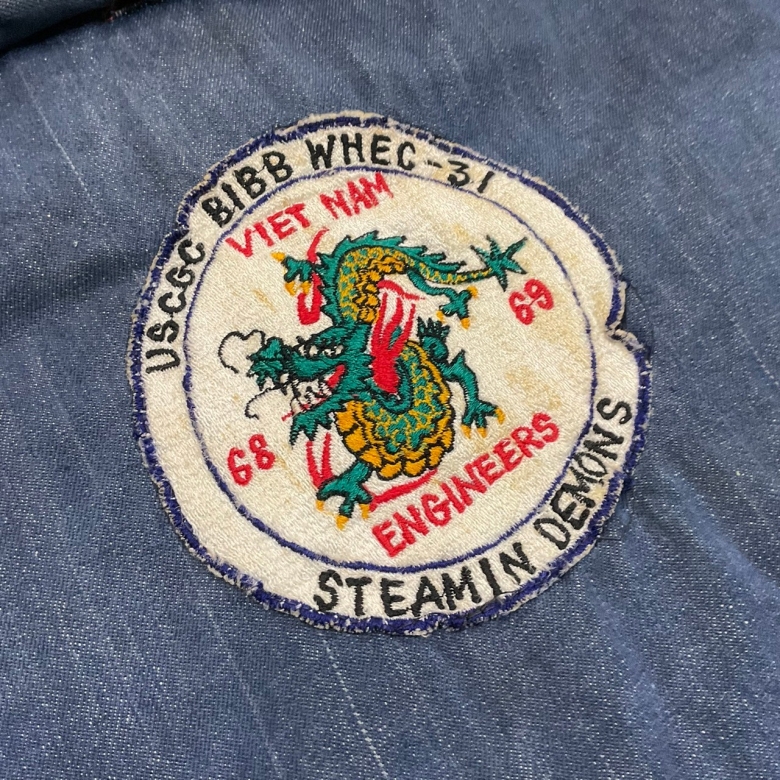 USCGC BIBB WHEC-31
VIET NAM
69
68
ENGINEERS
STEAMIN DEMONS